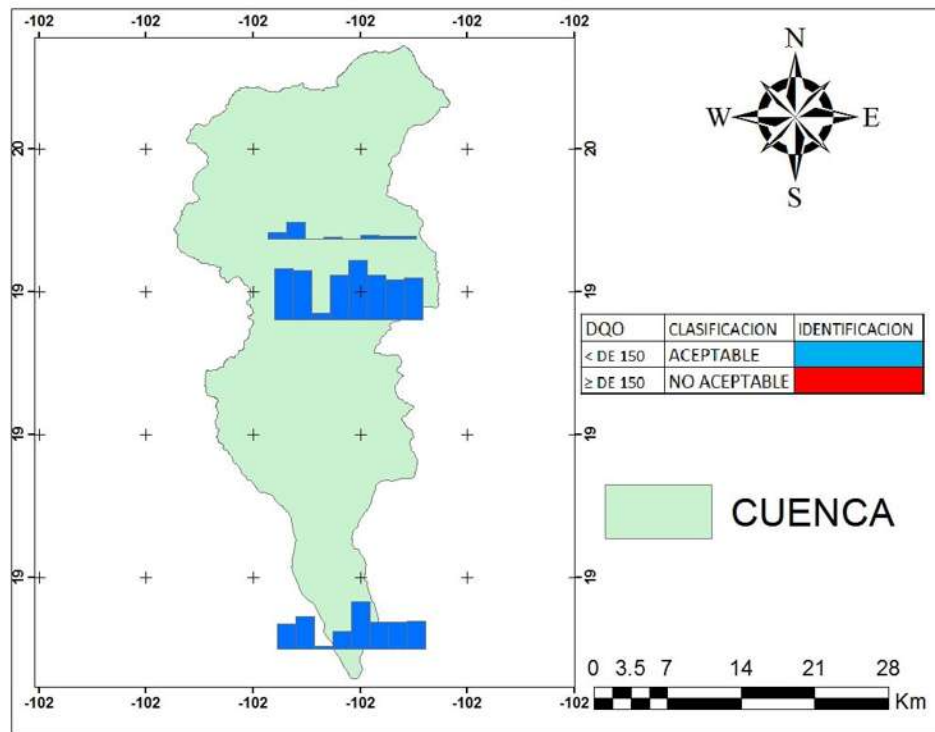 -102 -102 -102 -102 -102 -102
N
W E
S
20 20
19 19
DQO CLASIFICACION IDENTIFICACION
< DE 150 ACEPTABLE
≥ DE 150 NO ACEPTABLE
19 19
CUENCA
19 19
0 3.5 7 14 21 28
Km
-102 -102 -102 -102 -102 -102